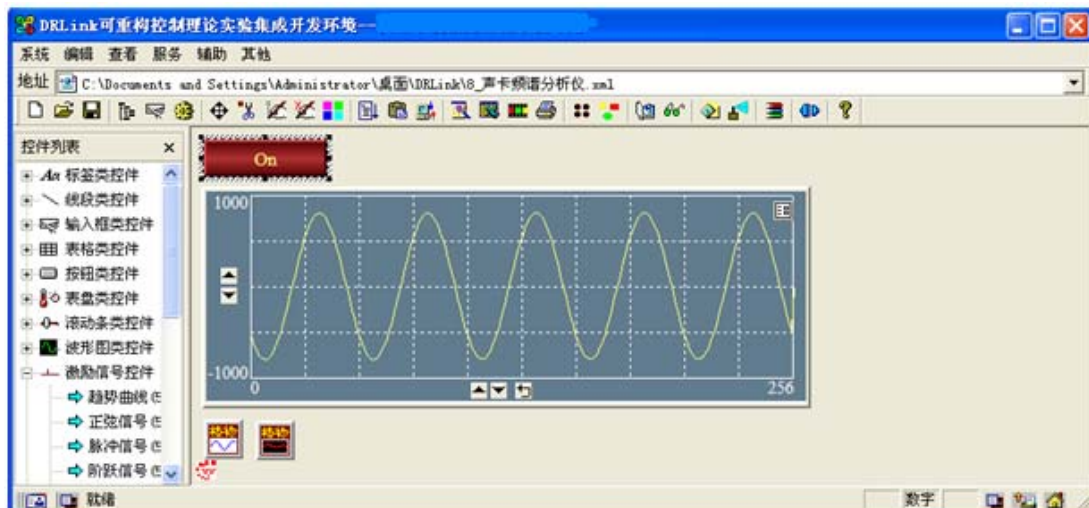 DRLink可重构控制理论实验集成开发环境--
系统 编辑 查看 服务 辅助 其他
地址 C:\Documents and Settings\Administrator\桌面\DRLink\8_声卡频谱分析仪.xml
控件列表
Aa 标签类控件
线段类控件
输入框类控件
表格类控件
按钮类控件
表盘类控件
滚动条类控件
波形图类控件
激励信号控件
趋势曲线
正弦信号
脉冲信号
阶跃信号
On
1000
-1000
0
256
就绪
数字